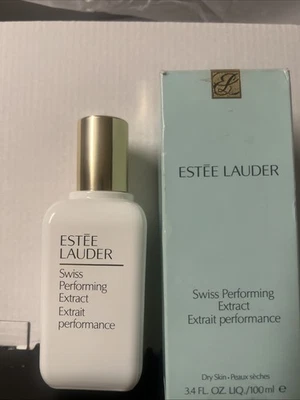 ESTĒE
LAUDER
Swiss
Performing
Extract
Extrait
performance
ESTĒE LAUDER
Swiss Performing
Extract
Extrait performance
Dry Skin - Peaux sèches
3.4 FL. OZ. LIQ./100 ml e